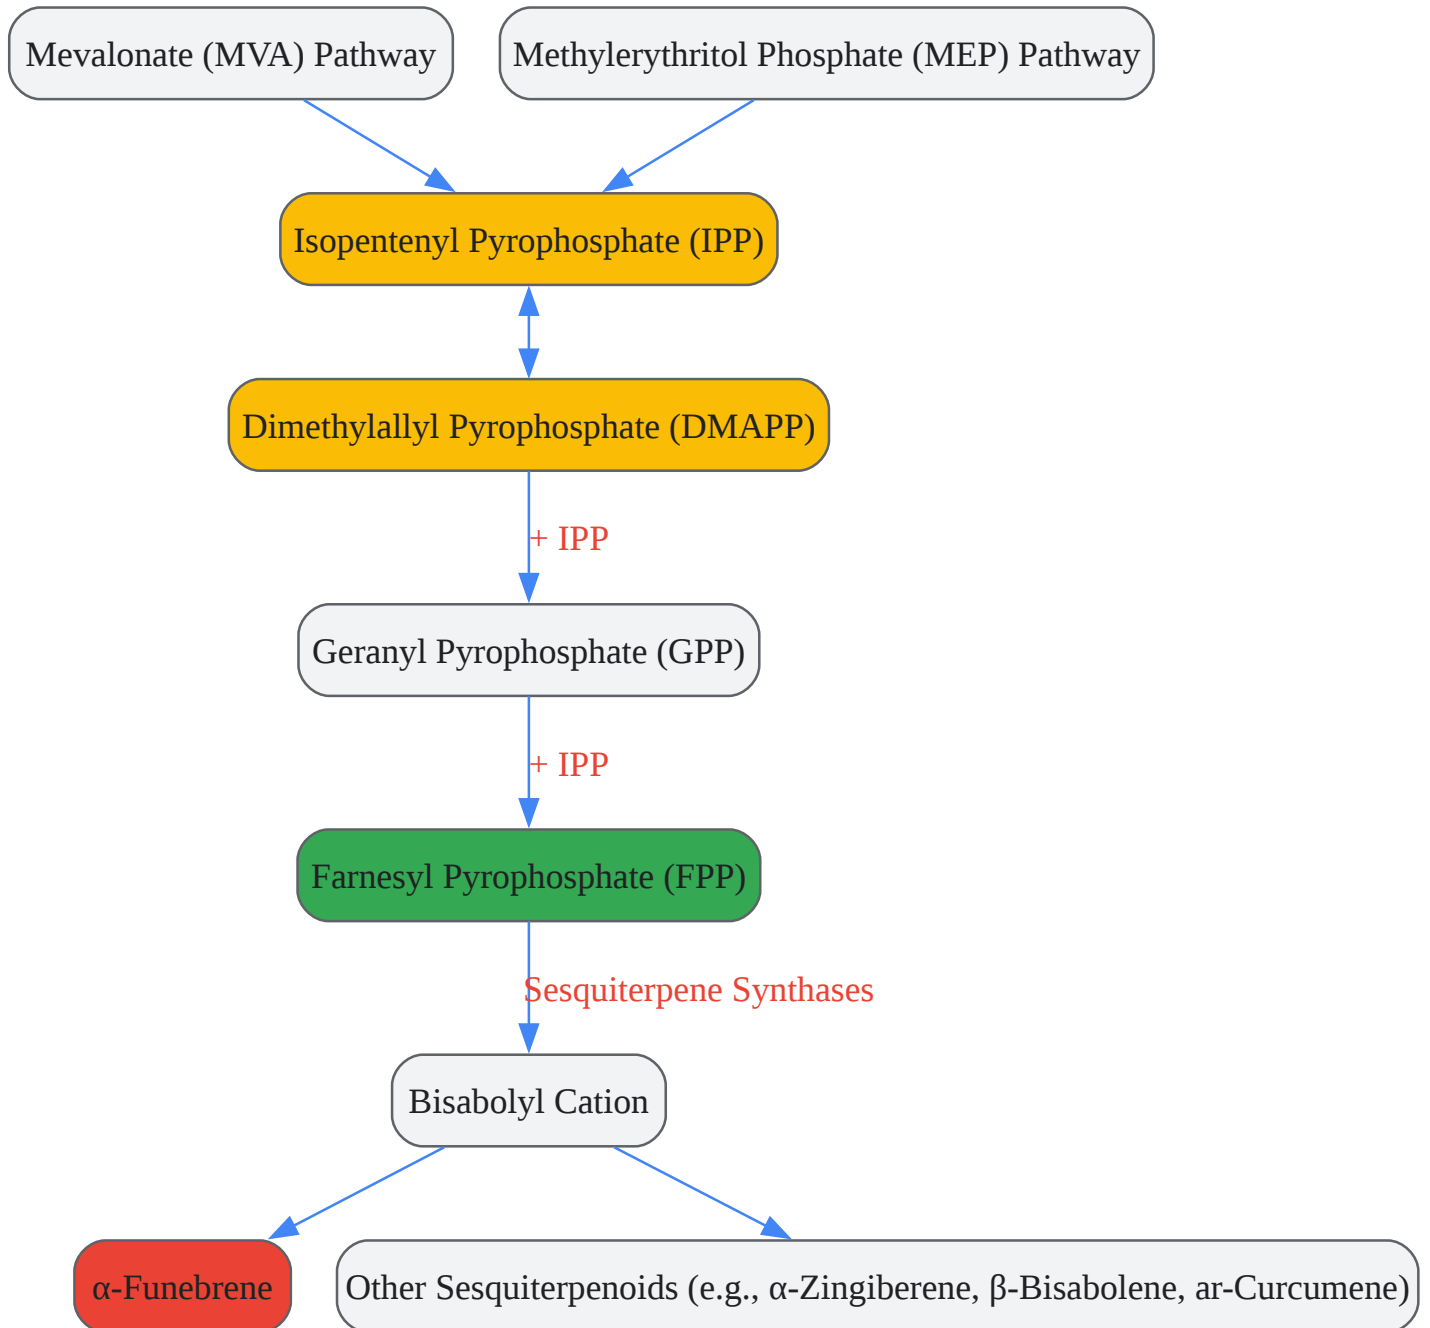 Mevalonate (MVA) Pathway
Methylerythritol Phosphate (MEP) Pathway
Isopentenyl Pyrophosphate (IPP)
Dimethylallyl Pyrophosphate (DMAPP)
+ IPP
Geranyl Pyrophosphate (GPP)
+ IPP
Farnesyl Pyrophosphate (FPP)
Sesquiterpene Synthases
Bisabolyl Cation
α-Funebrene
Other Sesquiterpenoids (e.g., α-Zingiberene, β-Bisabolene, ar-Curcumene)